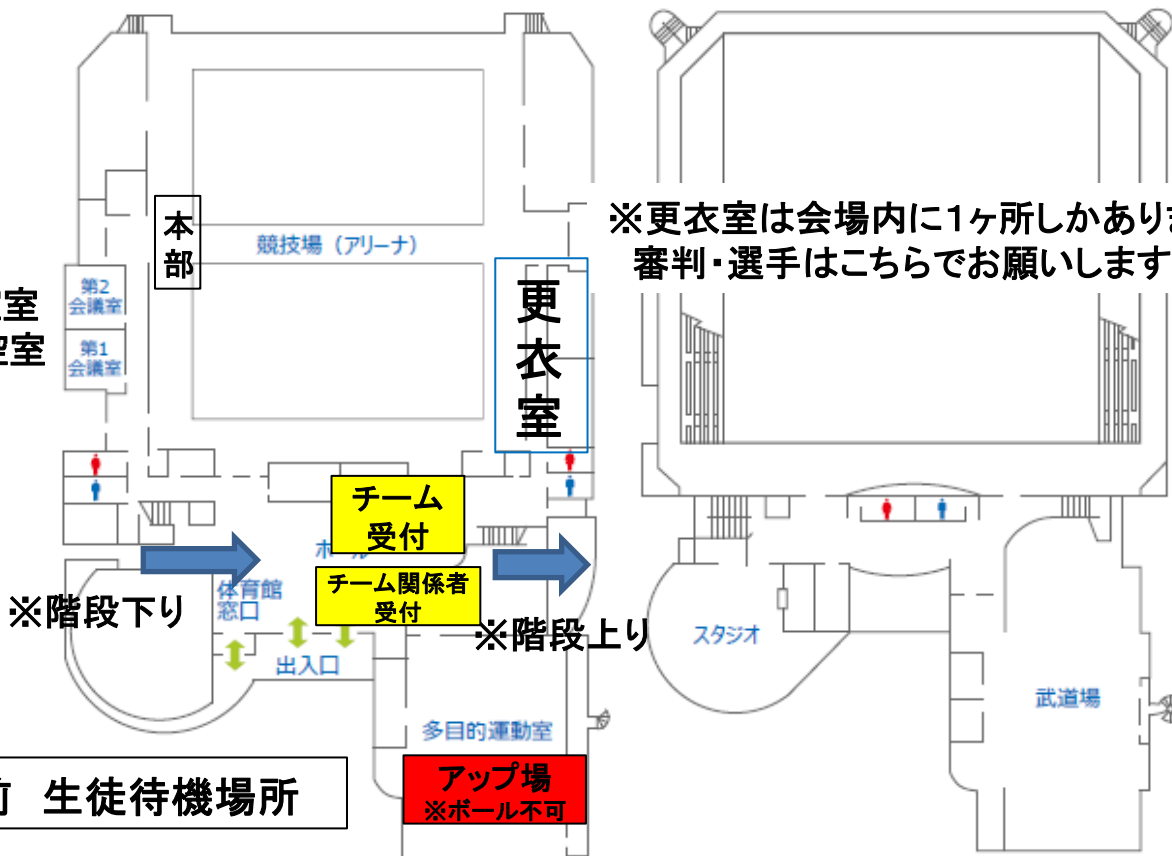 本部
競技場（アリーナ）
※更衣室は会場内に1ヶ所しかありま
審判・選手はこちらでお願いします
第2
会議室
室
第1
会議室
室
更衣室
チーム
受付
ホール
チーム関係者
受付
体育館
窓口
※階段下り
※階段上り
出入口
スタジオ
多目的運動室
武道場
アップ場
※ボール不可
前　生徒待機場所